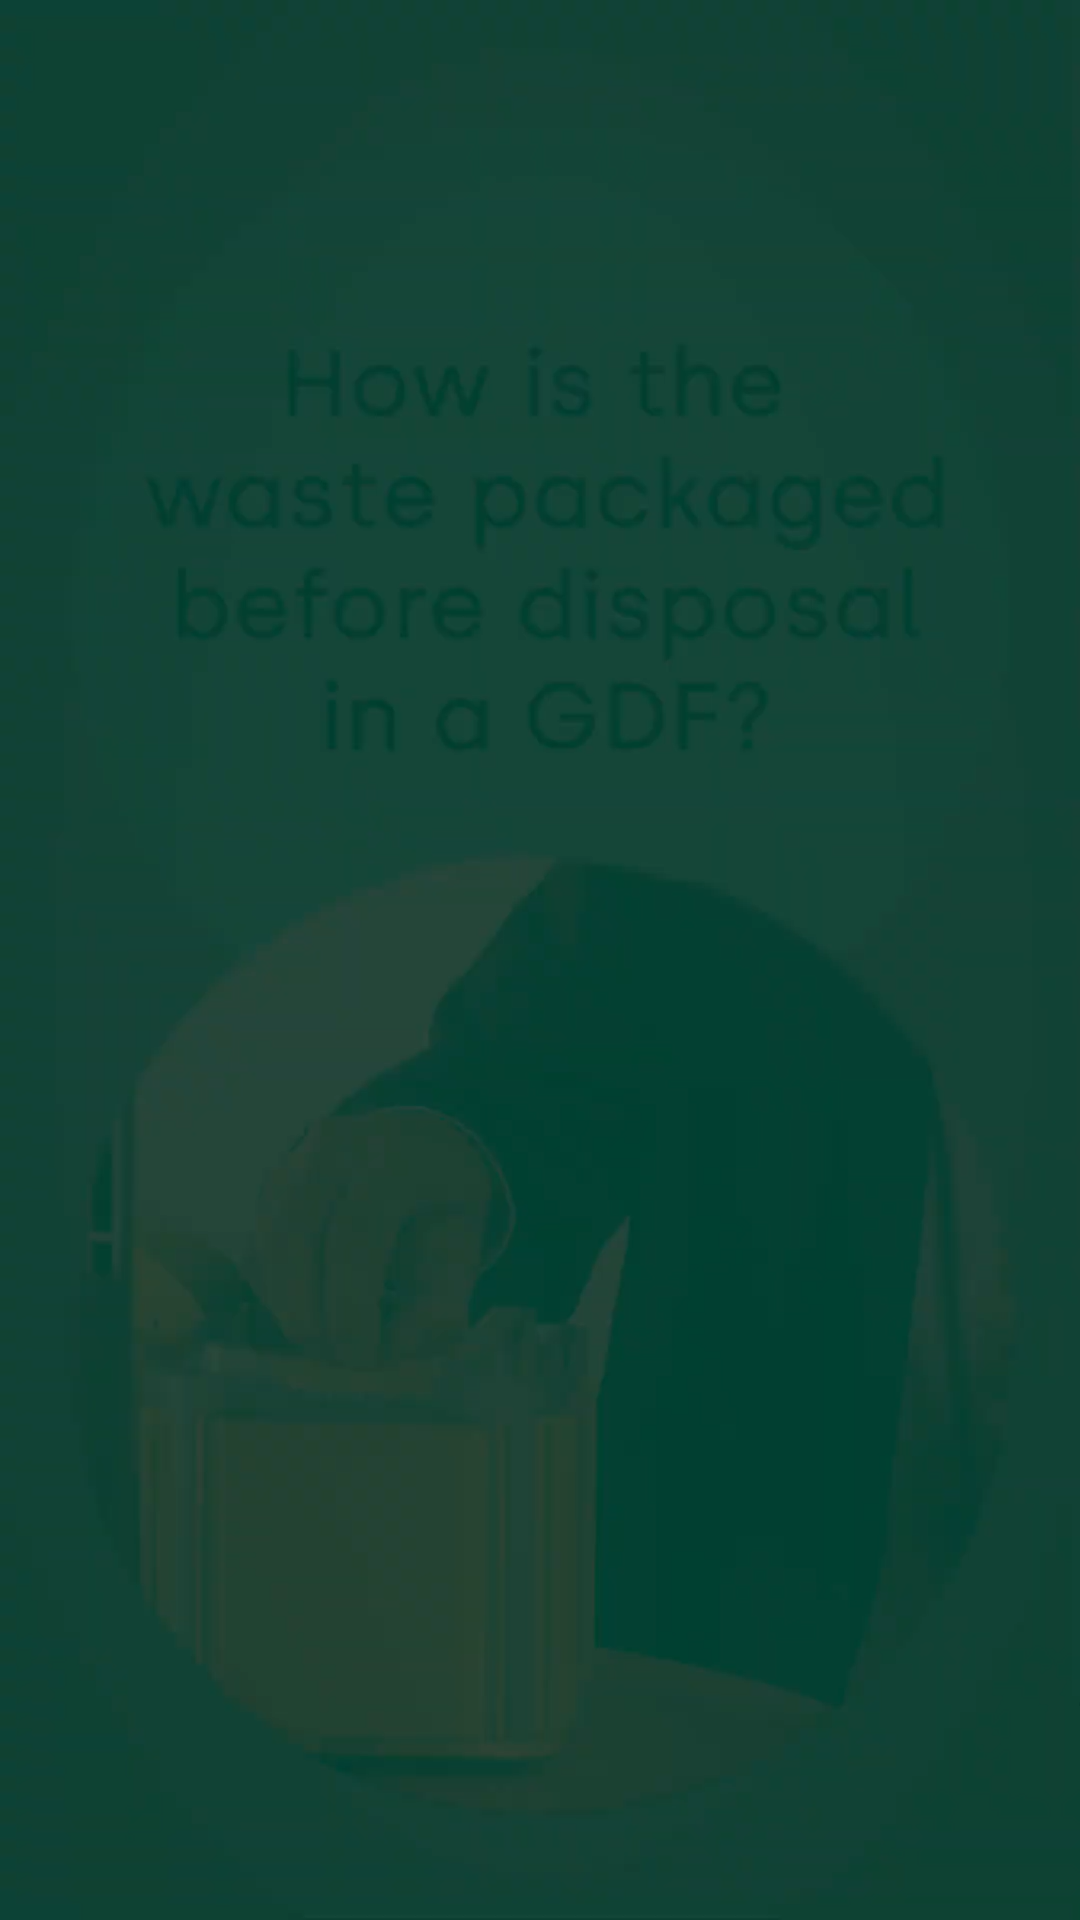 How is the
waste packaged
before disposal
in a GDF?